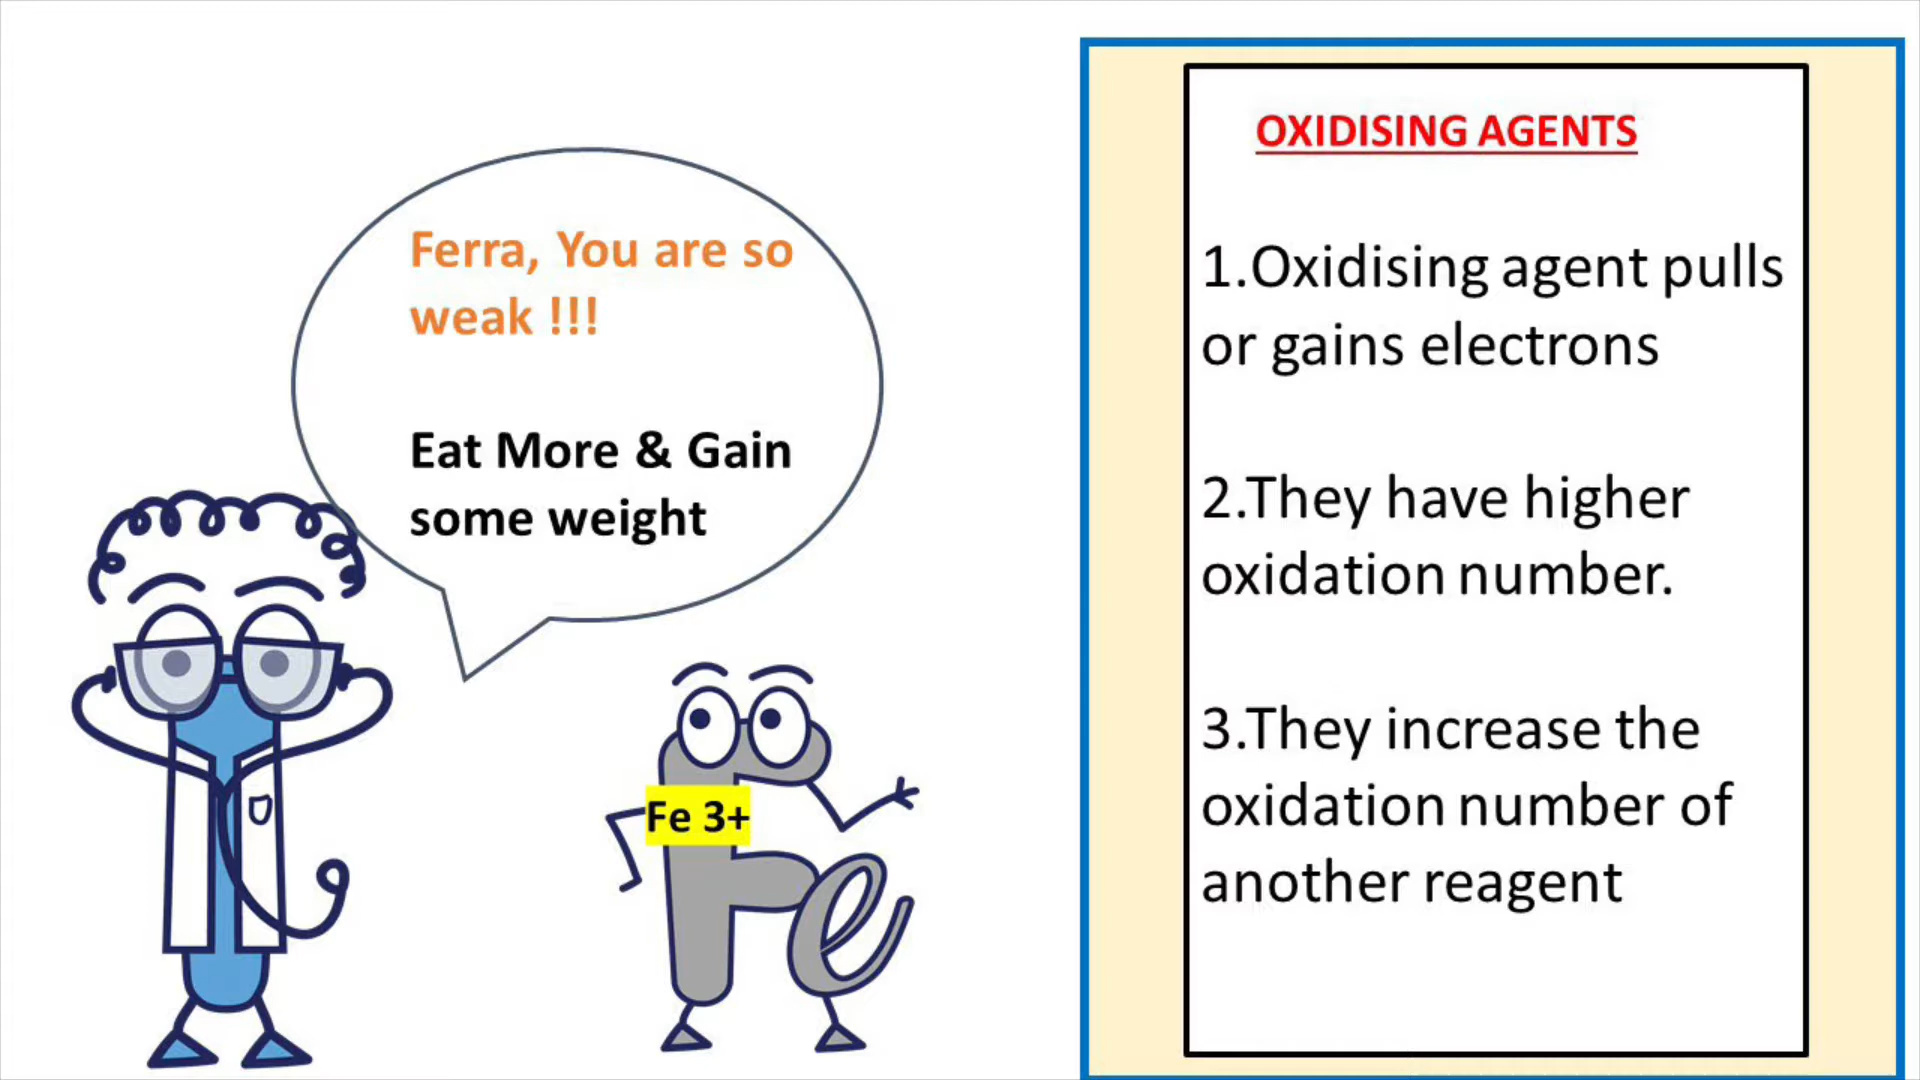 Ferra, You are so
weak !!!
Eat More & Gain
some weight
Fe 3+
Fe
OXIDISING AGENTS
1.Oxidising agent pulls
or gains electrons
2.They have higher
oxidation number.
3.They increase the
oxidation number of
another reagent